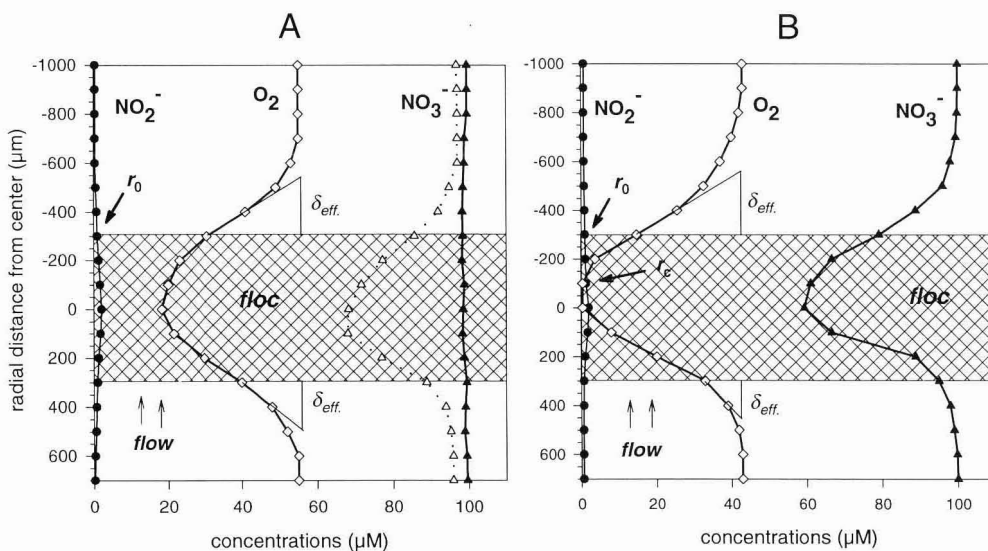 A
B
-1000
-800
-600
-400
-200
0
200
400
600
radial distance from center (µm)
NO₂⁻
O₂
NO₃⁻
r₀
δeff.
floc
δeff.
flow
0 20 40 60 80 100
concentrations (µM)
-1000
-800
-600
-400
-200
0
200
400
600
NO₂⁻
O₂
NO₃⁻
r₀
δeff.
r_c
floc
δeff.
flow
0 20 40 60 80 100
concentrations (µM)